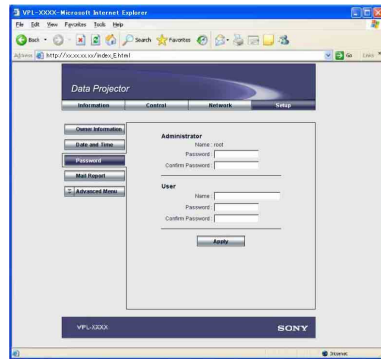 VPL-XXXX-Microsoft Internet Explorer
File Edit View Favorites Tools Help
Back Search Favorites
Address http://xx.xx.xx.xx/index_E.html Go Links
Data Projector
Information Control Network Setup
Owner Information
Date and Time
Password
Mail Report
Advanced Menu
Administrator
Name : root
Password :
Confirm Password :
User
Name :
Password :
Confirm Password :
Apply
VPL-XXXX SONY
Internet